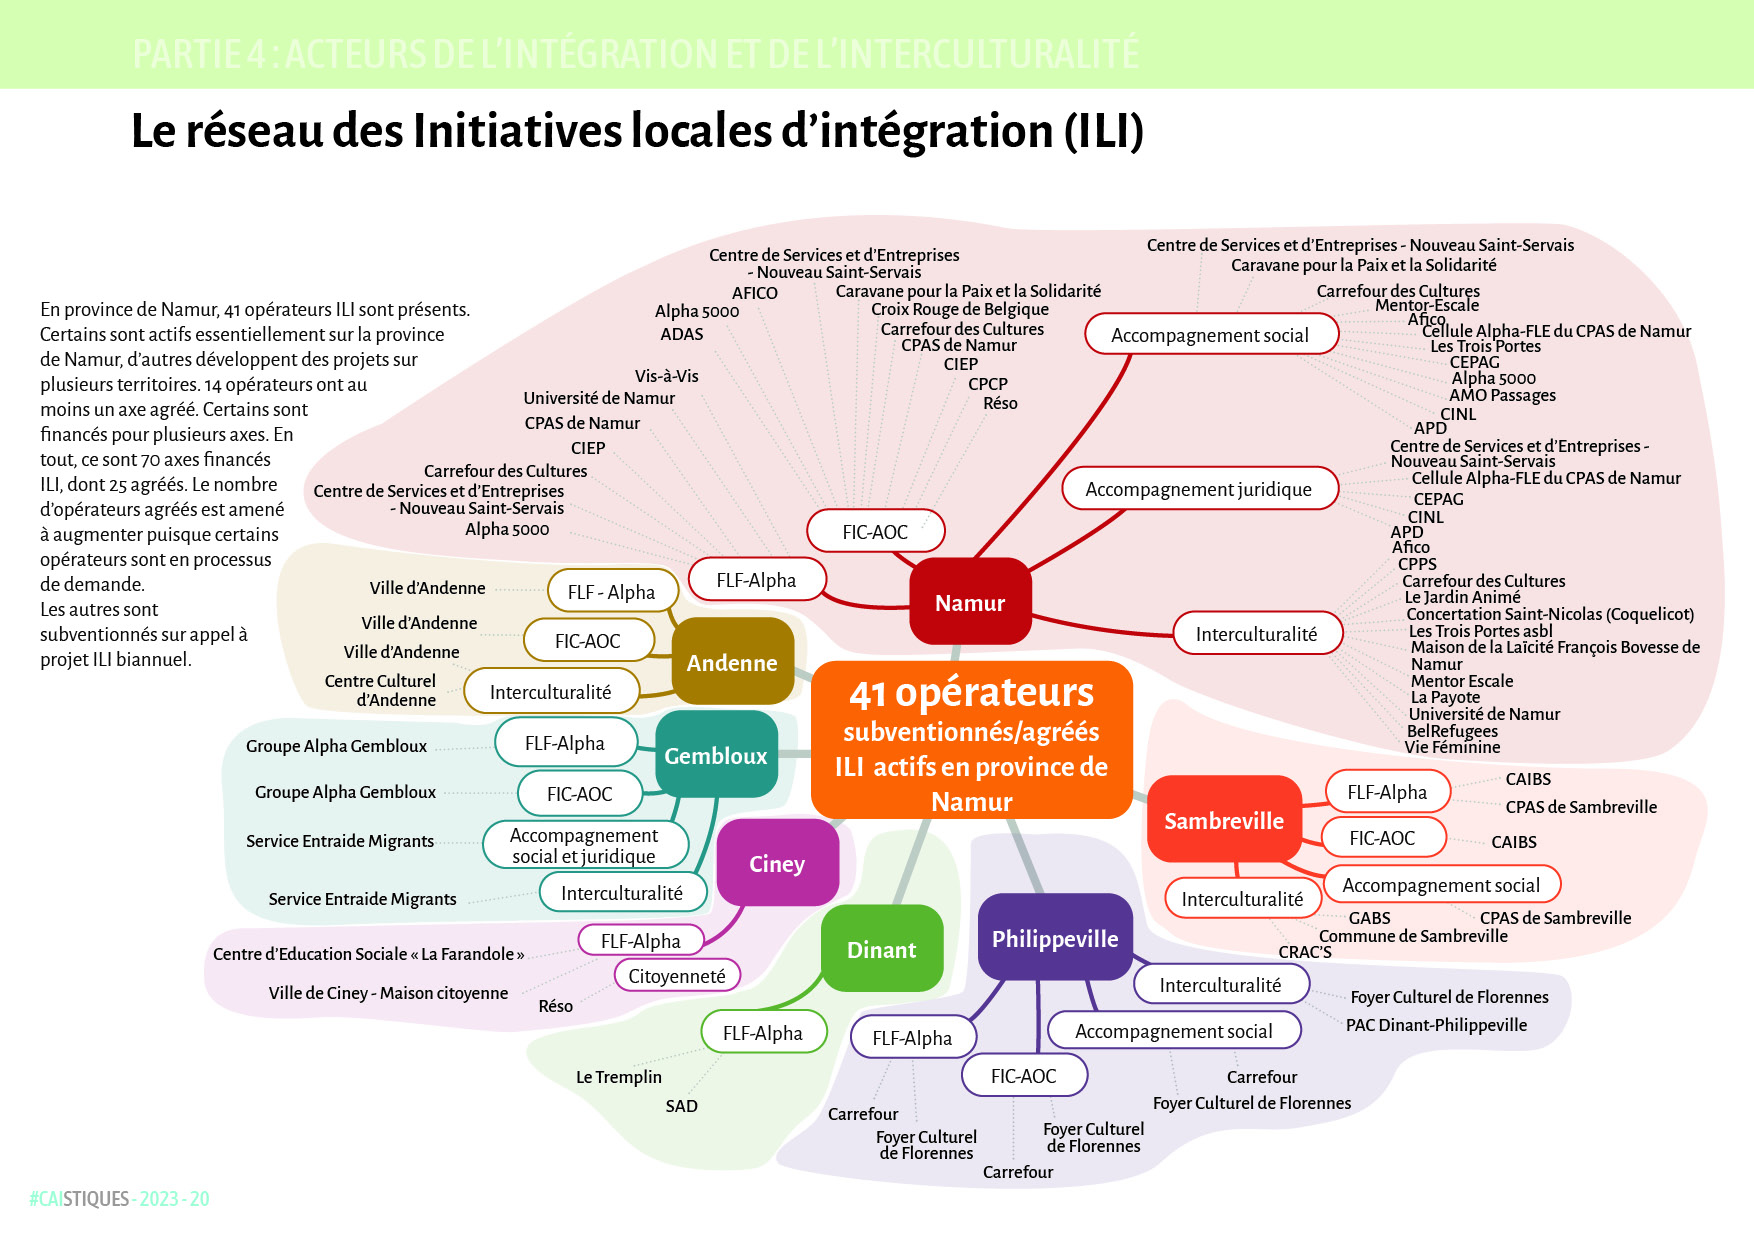 PARTIE 4 : ACTEURS DE L’INTÉGRATION ET DE L’INTERCULTURALITÉ
Le réseau des Initiatives locales d’intégration (ILI)
En province de Namur, 41 opérateurs ILI sont présents.
Certains sont actifs essentiellement sur la province
de Namur, d’autres développent des projets sur
plusieurs territoires. 14 opérateurs ont au
moins un axe agréé. Certains sont
financés pour plusieurs axes. En
tout, ce sont 70 axes financés
ILI, dont 25 agréés. Le nombre
d’opérateurs agréés est amené
à augmenter puisque certains
opérateurs sont en processus
de demande.
Les autres sont
subventionnés sur appel à
projet ILI biannuel.
41 opérateurs
subventionnés/agréés
ILI actifs en province de
Namur
Namur
FLF-Alpha
Vis-à-Vis
Université de Namur
CPAS de Namur
CIEP
Carrefour des Cultures
Centre de Services et d’Entreprises
- Nouveau Saint-Servais
Alpha 5000
FIC-AOC
Centre de Services et d’Entreprises
- Nouveau Saint-Servais
AFICO
Alpha 5000
ADAS
Caravane pour la Paix et la Solidarité
Croix Rouge de Belgique
Carrefour des Cultures
CPAS de Namur
CIEP
CPCP
Réso
Accompagnement social
Centre de Services et d’Entreprises - Nouveau Saint-Servais
Caravane pour la Paix et la Solidarité
Carrefour des Cultures
Mentor-Escale
Afico
Cellule Alpha-FLE du CPAS de Namur
Les Trois Portes
CEPAG
Alpha 5000
AMO Passages
CINL
APD
Accompagnement juridique
Centre de Services et d’Entreprises -
Nouveau Saint-Servais
Cellule Alpha-FLE du CPAS de Namur
CEPAG
CINL
APD
Interculturalité
Afico
CPPS
Carrefour des Cultures
Le Jardin Animé
Concertation Saint-Nicolas (Coquelicot)
Les Trois Portes asbl
Maison de la Laïcité François Bovesse de
Namur
Mentor Escale
La Payote
Université de Namur
BelRefugees
Vie Féminine
Andenne
FLF - Alpha
Ville d’Andenne
FIC-AOC
Ville d’Andenne
Interculturalité
Ville d’Andenne
Centre Culturel
d’Andenne
Gembloux
FLF-Alpha
Groupe Alpha Gembloux
FIC-AOC
Groupe Alpha Gembloux
Accompagnement
social et juridique
Service Entraide Migrants
Interculturalité
Service Entraide Migrants
Ciney
FLF-Alpha
Centre d’Education Sociale « La Farandole »
Ville de Ciney - Maison citoyenne
Citoyenneté
Réso
Dinant
FLF-Alpha
Le Tremplin
SAD
Philippeville
FLF-Alpha
Carrefour
Foyer Culturel
de Florennes
FIC-AOC
Foyer Culturel
de Florennes
Carrefour
Accompagnement social
Carrefour
Foyer Culturel de Florennes
Interculturalité
Foyer Culturel de Florennes
PAC Dinant-Philippeville
Sambreville
FLF-Alpha
CAIBS
CPAS de Sambreville
FIC-AOC
CAIBS
Accompagnement social
CPAS de Sambreville
Interculturalité
GABS
Commune de Sambreville
CRAC’S
#CAISTIQUES - 2023 - 20